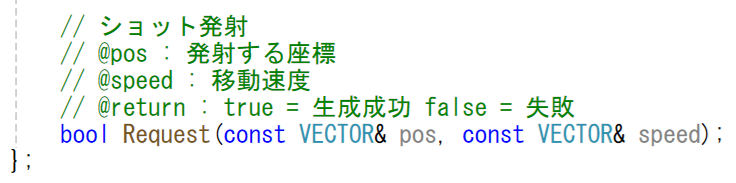 // ショット発射
// @pos : 発射する座標
// @speed : 移動速度
// @return : true = 生成成功 false = 失敗
bool Request(const VECTOR& pos, const VECTOR& speed);
};